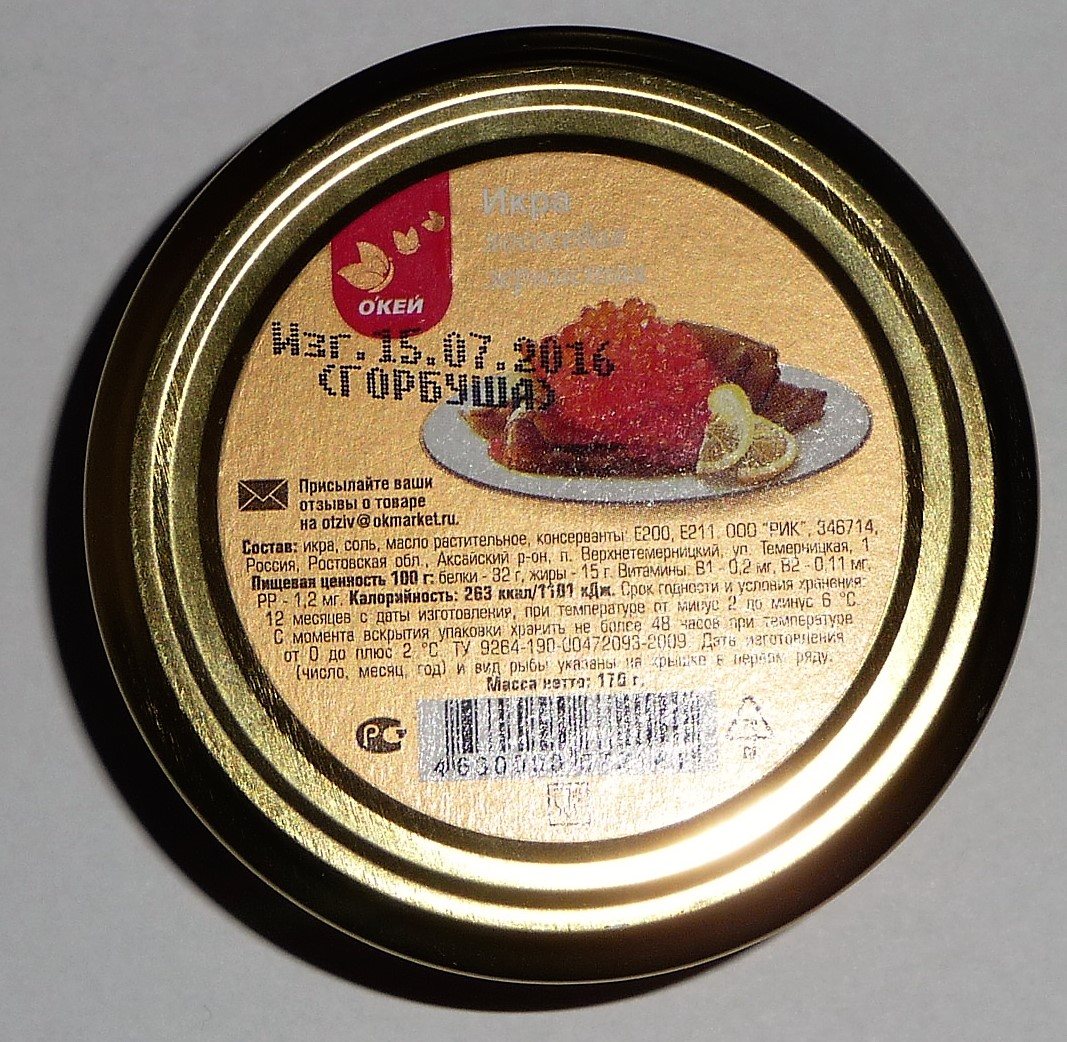 Икра
лососевая
зернистая
О'КЕЙ
Изг.15.07.2016
(ГОРБУША)
Присылайте ваши
отзывы о товаре
на otziv@okmarket.ru.
Состав: икра, соль, масло растительное, консерванты: Е200, Е211. ООО "РИК", 346714,
Россия, Ростовская обл., Аксайский р-он, п. Верхнетемерницкий, ул. Темерницкая, 1
Пищевая ценность 100 г: белки - 32 г, жиры - 15 г. Витамины: В1 - 0,2 мг, В2 - 0,11 мг,
РР - 1,2 мг. Калорийность: 263 ккал/1101 кДж. Срок годности и условия хранения:
12 месяцев с даты изготовления, при температуре от минус 2 до минус 6 °С.
С момента вскрытия упаковки хранить не более 48 часов при температуре
от 0 до плюс 2 °С. ТУ 9264-190-00472093-2009. Дата изготовления
(число, месяц, год) и вид рыбы указаны на крышке в первом ряду.
Масса нетто: 170 г.
РС